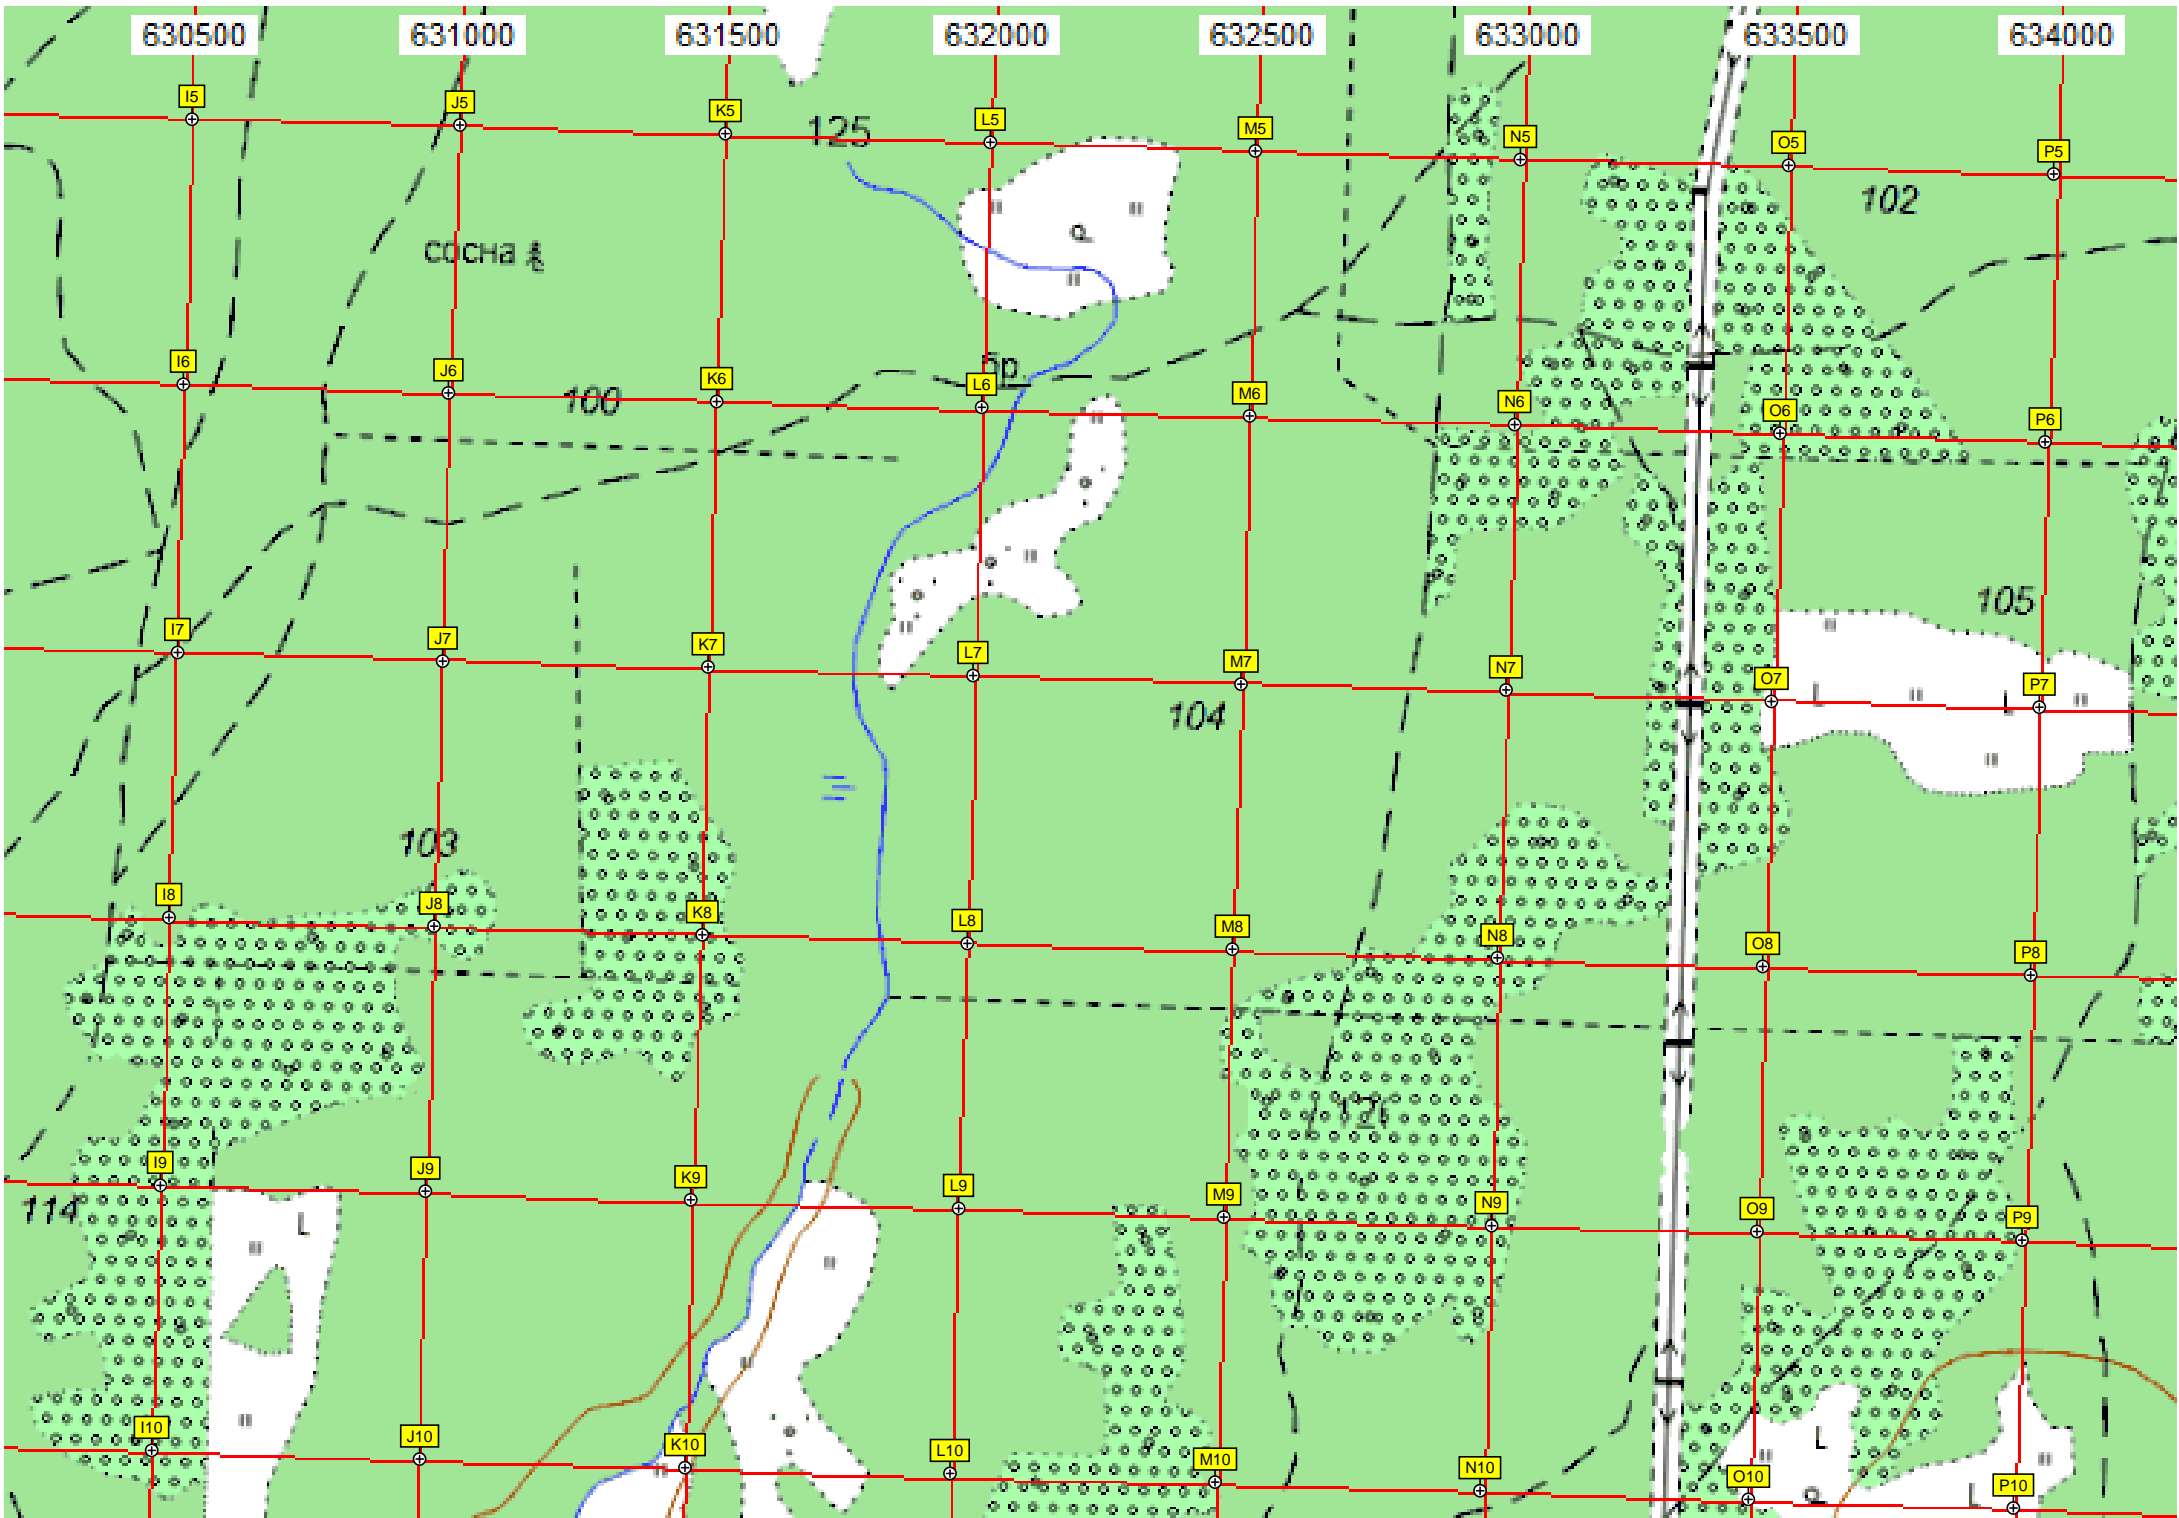 630500 631000 631500 632000 632500 633000 633500 634000
I5 J5 K5 L5 M5 N5 O5 P5
125
102
сосна
бр.
I6 J6 K6 L6 M6 N6 O6 P6
100
105
I7 J7 K7 L7 M7 N7 O7 P7
104
103
I8 J8 K8 L8 M8 N8 O8 P8
I9 J9 K9 L9 M9 N9 O9 P9
114
I10 J10 K10 L10 M10 N10 O10 P10
р